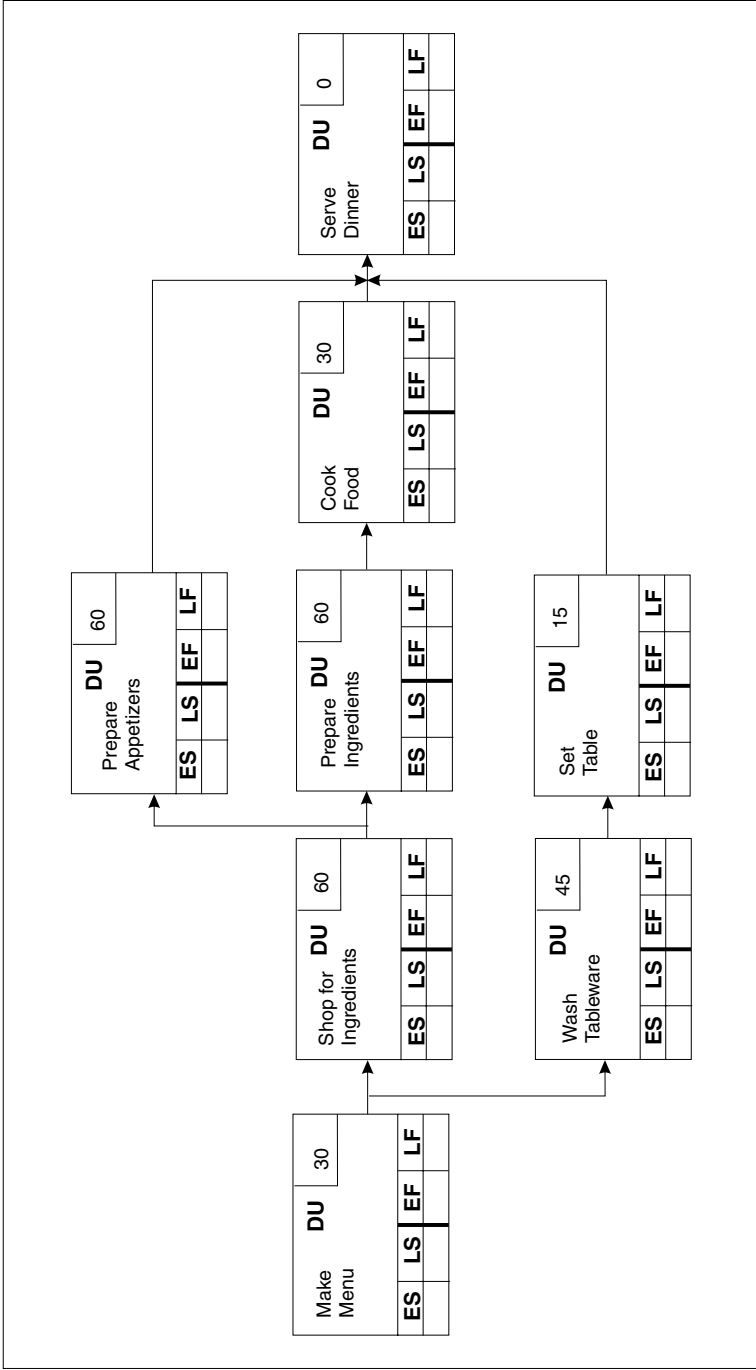 Make
Menu
DU
30
ES LS EF LF
Shop for
Ingredients
DU
60
ES LS EF LF
Wash
Tableware
DU
45
ES LS EF LF
Prepare
Appetizers
DU
60
ES LS EF LF
Prepare
Ingredients
DU
60
ES LS EF LF
Set
Table
DU
15
ES LS EF LF
Cook
Food
DU
30
ES LS EF LF
Serve
Dinner
DU
0
ES LS EF LF